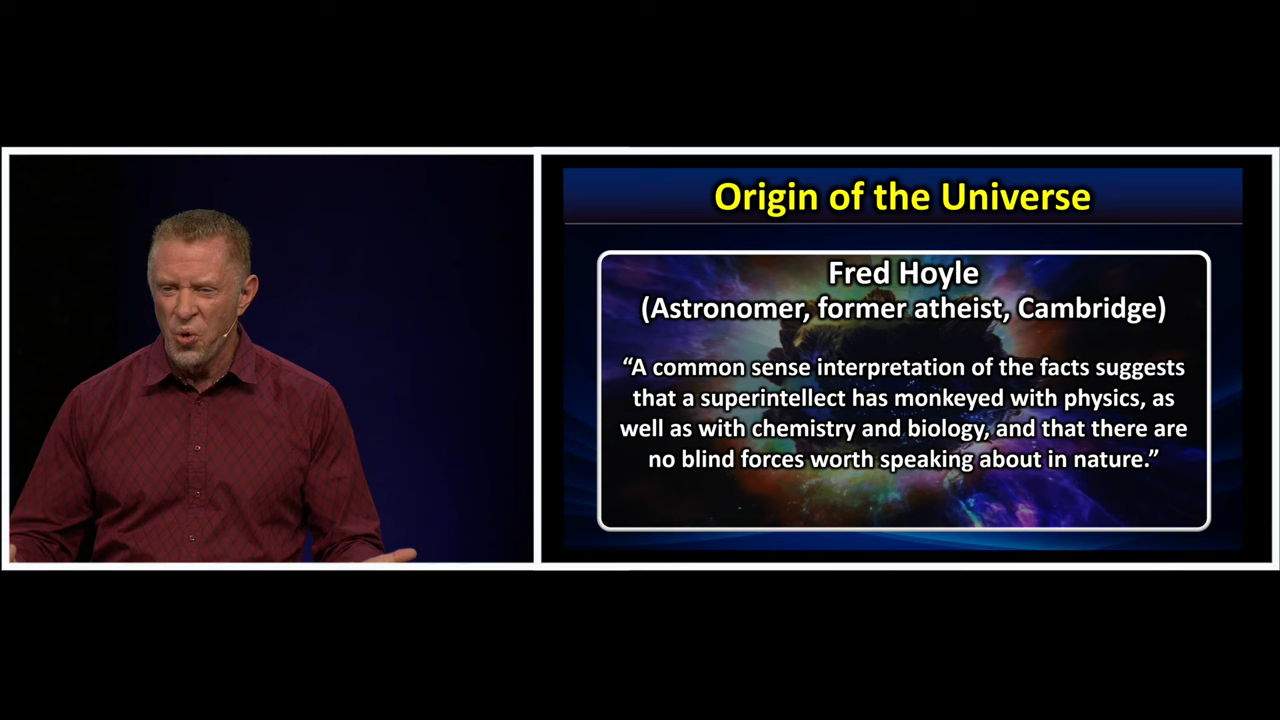 Origin of the Universe
Fred Hoyle
(Astronomer, former atheist, Cambridge)
“A common sense interpretation of the facts suggests
that a superintellect has monkeyed with physics, as
well as with chemistry and biology, and that there are
no blind forces worth speaking about in nature.”